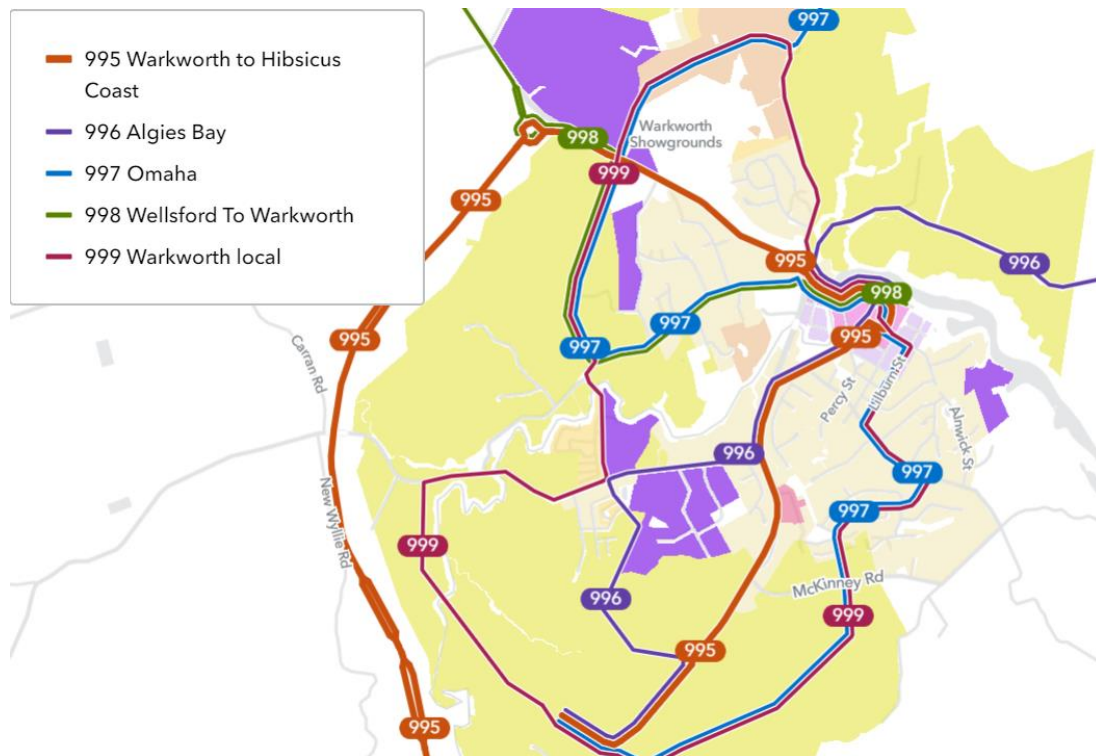 995 Warkworth to Hibsicus
Coast
996 Algies Bay
997 Omaha
998 Wellsford To Warkworth
999 Warkworth local
997
Warkworth
Showgrounds
998
999
995
995
996
998
995
997
997
995
Carran Rd
Percy St
Lilburn St
Alnwick St
996
997
997
New Wyllie Rd
999
McKinney Rd
996
999
995
995